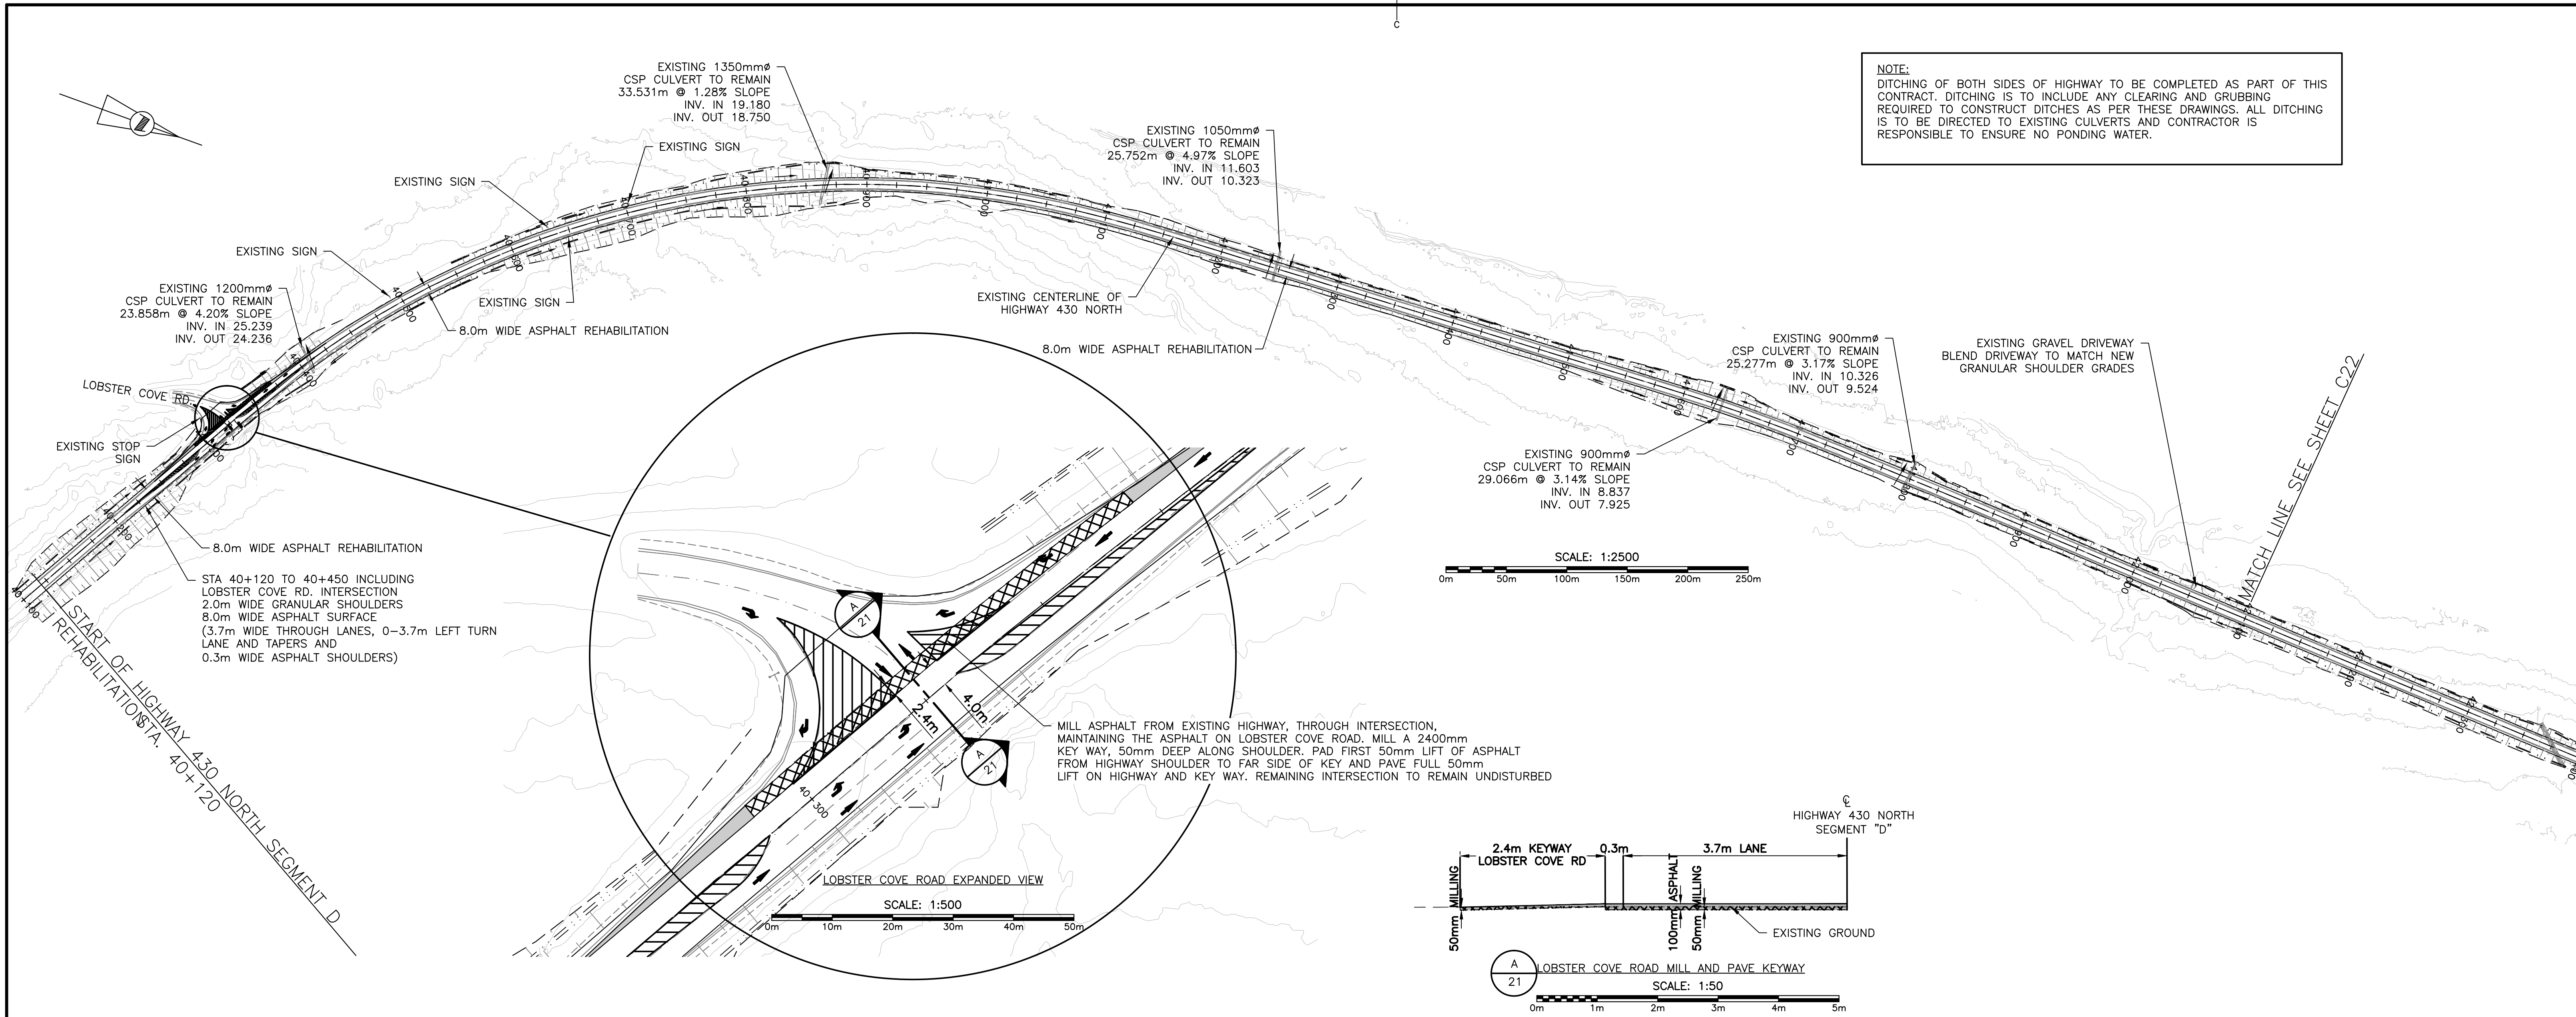 C
NOTE:
DITCHING OF BOTH SIDES OF HIGHWAY TO BE COMPLETED AS PART OF THIS
CONTRACT. DITCHING IS TO INCLUDE ANY CLEARING AND GRUBBING
REQUIRED TO CONSTRUCT DITCHES AS PER THESE DRAWINGS. ALL DITCHING
IS TO BE DIRECTED TO EXISTING CULVERTS AND CONTRACTOR IS
RESPONSIBLE TO ENSURE NO PONDING WATER.
EXISTING 1350mmø
CSP CULVERT TO REMAIN
33.531m @ 1.28% SLOPE
INV. IN 19.180
INV. OUT 18.750
EXISTING SIGN
EXISTING SIGN
EXISTING SIGN
EXISTING SIGN
EXISTING 1050mmø
CSP CULVERT TO REMAIN
25.752m @ 4.97% SLOPE
INV. IN 11.603
INV. OUT 10.323
EXISTING 1200mmø
CSP CULVERT TO REMAIN
23.858m @ 4.20% SLOPE
INV. IN 25.239
INV. OUT 24.236
8.0m WIDE ASPHALT REHABILITATION
EXISTING CENTERLINE OF
HIGHWAY 430 NORTH
8.0m WIDE ASPHALT REHABILITATION
EXISTING 900mmø
CSP CULVERT TO REMAIN
25.277m @ 3.17% SLOPE
INV. IN 10.326
INV. OUT 9.524
EXISTING GRAVEL DRIVEWAY
BLEND DRIVEWAY TO MATCH NEW
GRANULAR SHOULDER GRADES
MATCH LINE SEE SHEET C22
LOBSTER COVE RD.
EXISTING STOP
SIGN
EXISTING 900mmø
CSP CULVERT TO REMAIN
29.066m @ 3.14% SLOPE
INV. IN 8.837
INV. OUT 7.925
8.0m WIDE ASPHALT REHABILITATION
STA 40+120 TO 40+450 INCLUDING
LOBSTER COVE RD. INTERSECTION
2.0m WIDE GRANULAR SHOULDERS
8.0m WIDE ASPHALT SURFACE
(3.7m WIDE THROUGH LANES, 0-3.7m LEFT TURN
LANE AND TAPERS AND
0.3m WIDE ASPHALT SHOULDERS)
40+100
40+200
START OF HIGHWAY 430 NORTH SEGMENT D
REHABILITATION STA. 40+120
SCALE: 1:2500
0m 50m 100m 150m 200m 250m
A
21
2.4m
4.0m
A
21
40+300
MILL ASPHALT FROM EXISTING HIGHWAY, THROUGH INTERSECTION,
MAINTAINING THE ASPHALT ON LOBSTER COVE ROAD. MILL A 2400mm
KEY WAY, 50mm DEEP ALONG SHOULDER. PAD FIRST 50mm LIFT OF ASPHALT
FROM HIGHWAY SHOULDER TO FAR SIDE OF KEY AND PAVE FULL 50mm
LIFT ON HIGHWAY AND KEY WAY. REMAINING INTERSECTION TO REMAIN UNDISTURBED
LOBSTER COVE ROAD EXPANDED VIEW
SCALE: 1:500
0m 10m 20m 30m 40m 50m
℄
HIGHWAY 430 NORTH
SEGMENT "D"
2.4m KEYWAY 0.3m 3.7m LANE
LOBSTER COVE RD
50mm MILLING
100mm ASPHALT
50mm MILLING
EXISTING GROUND
A
21
LOBSTER COVE ROAD MILL AND PAVE KEYWAY
SCALE: 1:50
0m 1m 2m 3m 4m 5m